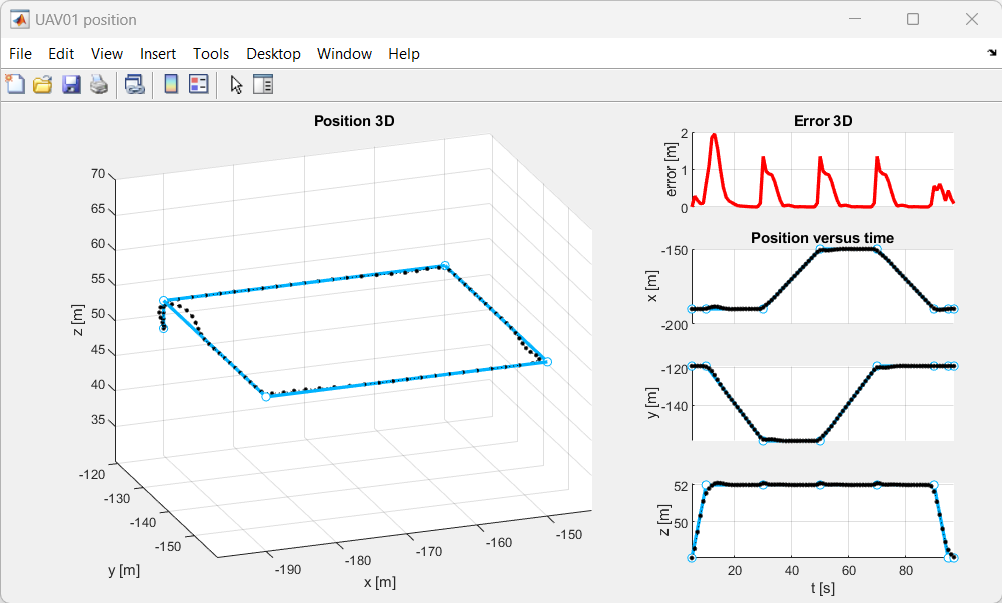 UAV01 position
File Edit View Insert Tools Desktop Window Help
Position 3D
70
65
60
55
50
45
40
35
z [m]
-120
-130
-140
-150
y [m]
-190
-180
-170
-160
-150
x [m]
Error 3D
2
1
0
error [m]
Position versus time
-150
-200
x [m]
-120
-140
y [m]
52
50
z [m]
20 40 60 80
t [s]